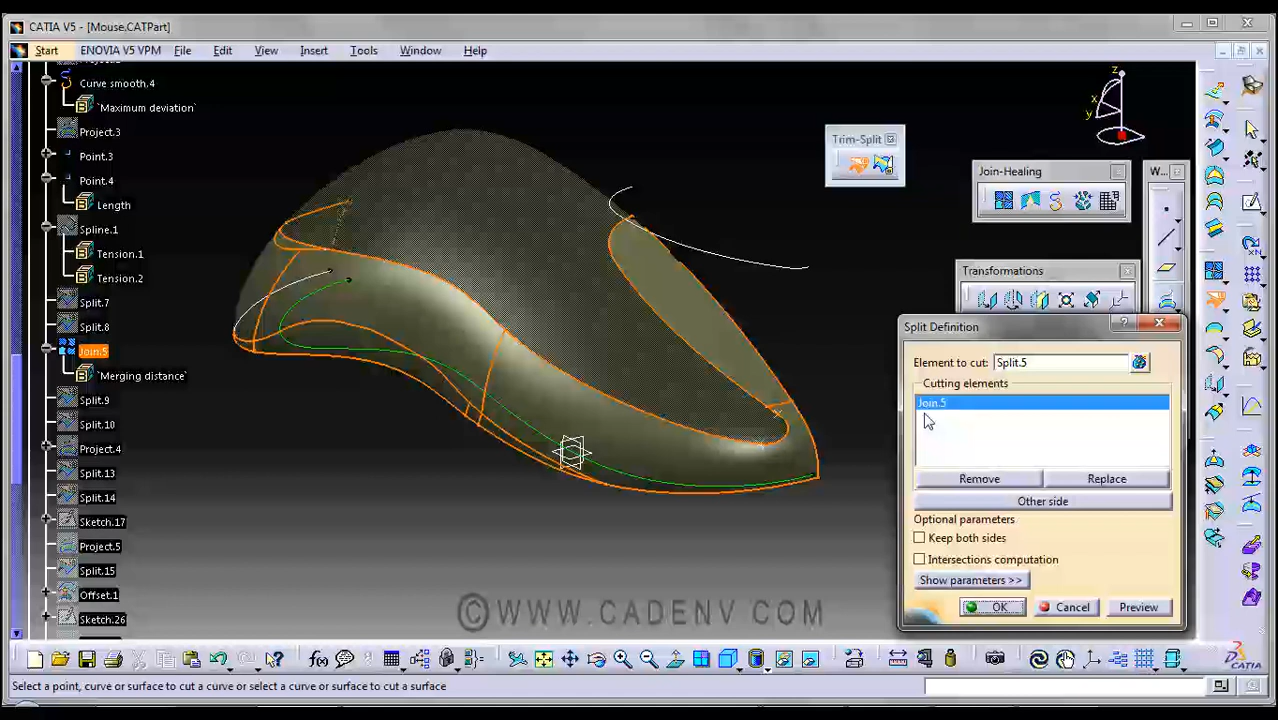 CATIA V5 - [Mouse.CATPart]
Start ENOVIA V5 VPM File Edit View Insert Tools Window Help
Curve smooth.4
`Maximum deviation`
Project.3
Point.3
Point.4
Length
Spline.1
Tension.1
Tension.2
Split.7
Split.8
Join.5
`Merging distance`
Split.9
Split.10
Project.4
Split.13
Split.14
Sketch.17
Project.5
Split.15
Offset.1
Sketch.26
z
x
y
Trim-Split
Join-Healing
W...
Transformations
Split Definition
Element to cut: Split.5
Cutting elements
Join.5
Remove Replace
Other side
Optional parameters
Keep both sides
Intersections computation
Show parameters >>
OK Cancel Preview
©WWW.CADENV.COM
CATIA
Select a point, curve or surface to cut a curve or select a curve or surface to cut a surface